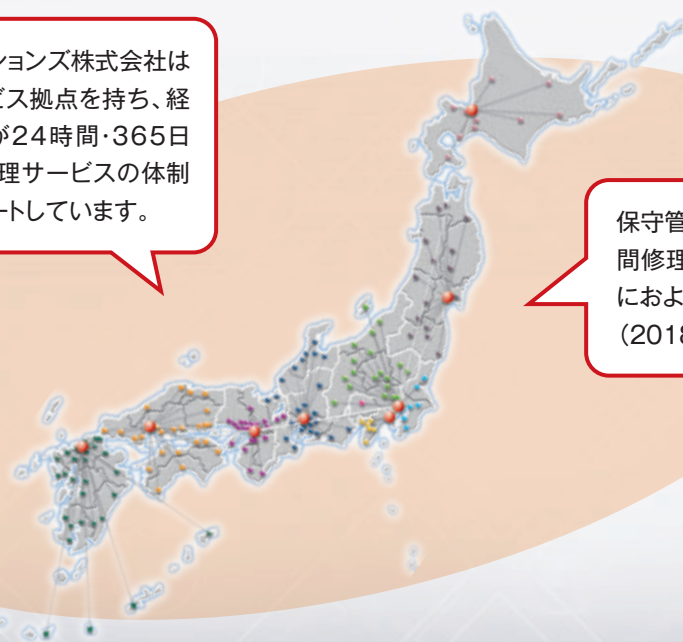 ションズ株式会社は
ビス拠点を持ち、経
が24時間・365日
理サービスの体制
ートしています。
保守管
間修理
におよ
（2018